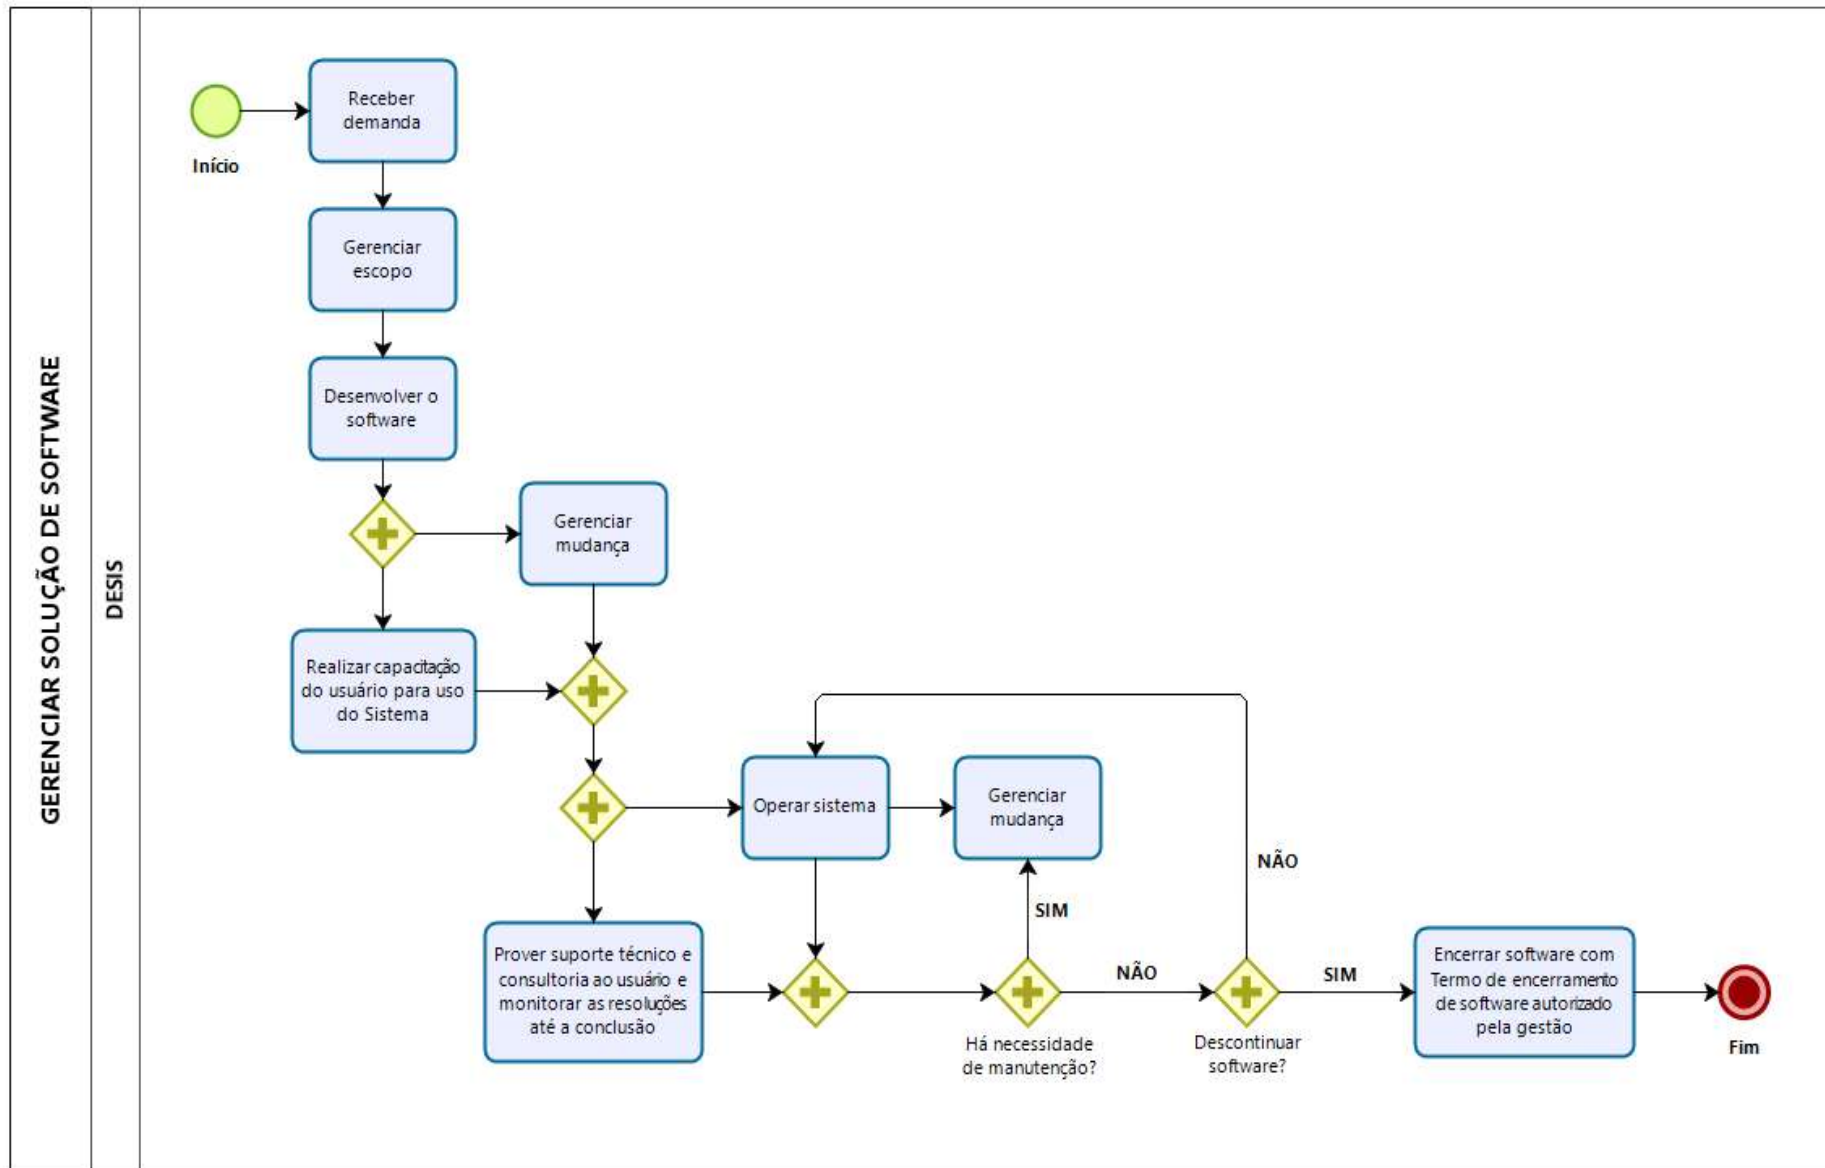 GERENCIAR SOLUÇÃO DE SOFTWARE
DESIS
Início
Receber
demanda
Gerenciar
escopo
Desenvolver o
software
Gerenciar
mudança
Realizar capacitação
do usuário para uso
do Sistema
Operar sistema
Gerenciar
mudança
NÃO
SIM
Prover suporte técnico e
consultoria ao usuário e
monitorar as resoluções
até a conclusão
Há necessidade
de manutenção?
NÃO
Descontinuar
software?
SIM
Encerrar software com
Termo de encerramento
de software autorizado
pela gestão
Fim